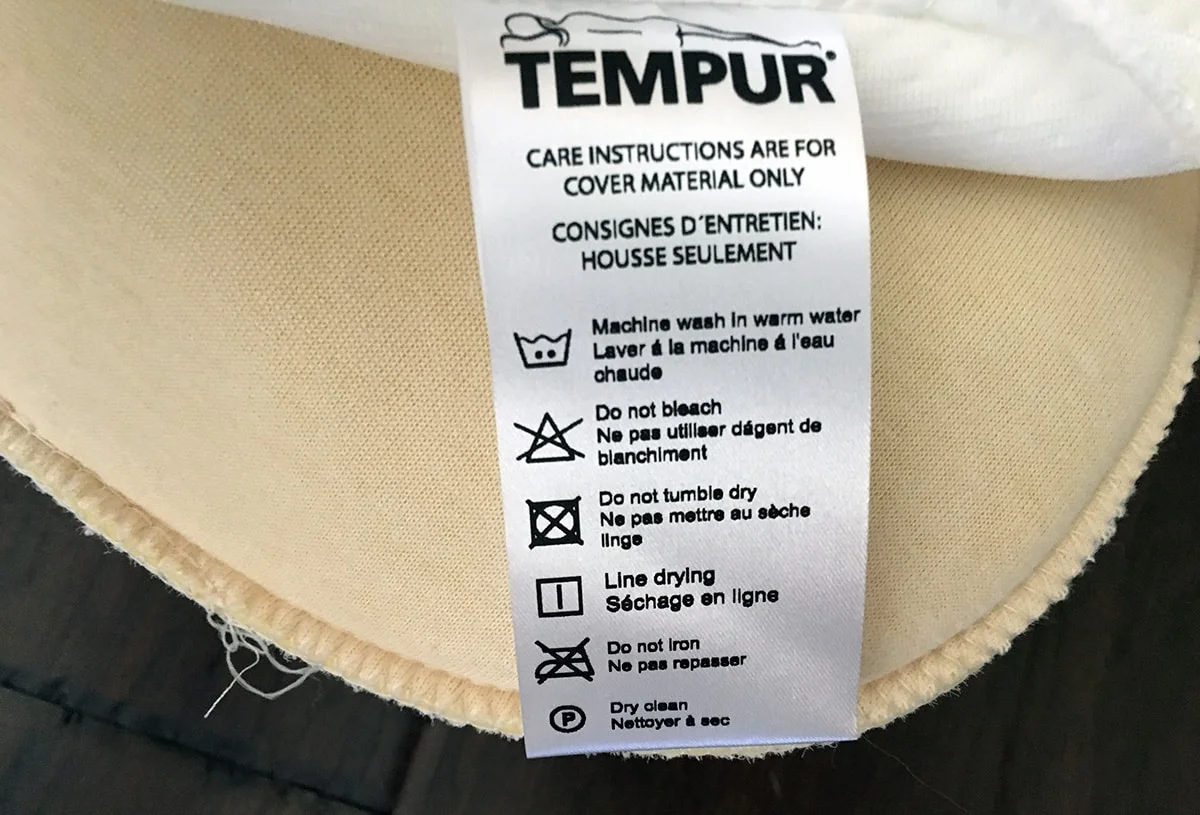 TEMPUR®
CARE INSTRUCTIONS ARE FOR
COVER MATERIAL ONLY
CONSIGNES D´ENTRETIEN:
HOUSSE SEULEMENT
Machine wash in warm water
Laver á la machine á l'eau
chaude
Do not bleach
Ne pas utiliser dágent de
blanchiment
Do not tumble dry
Ne pas mettre au sèche
linge
Line drying
Séchage en ligne
Do not iron
Ne pas repasser
P
Dry clean
Nettoyer à sec